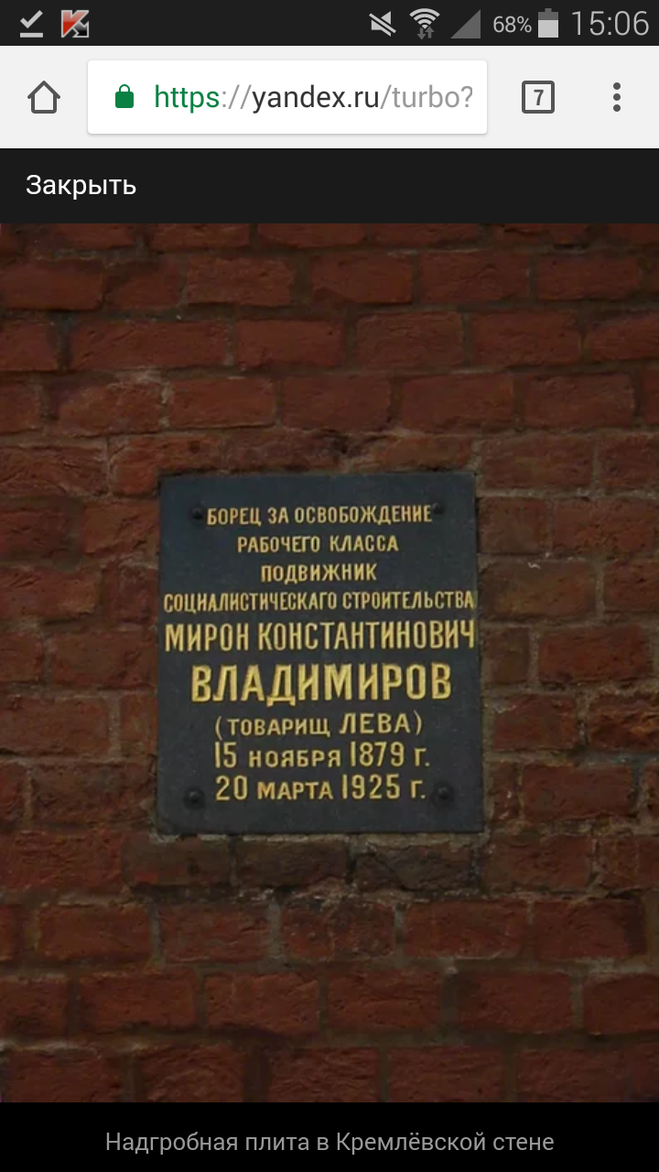 68%
15:06
https://yandex.ru/turbo?
7
Закрыть
БОРЕЦ ЗА ОСВОБОЖДЕНИЕ
РАБОЧЕГО КЛАССА
ПОДВИЖНИК
СОЦИАЛИСТИЧЕСКАГО СТРОИТЕЛЬСТВА
МИРОН КОНСТАНТИНОВИЧ
ВЛАДИМИРОВ
(ТОВАРИЩ ЛЕВА)
15 НОЯБРЯ 1879 Г.
20 МАРТА 1925 Г.
Надгробная плита в Кремлёвской стене